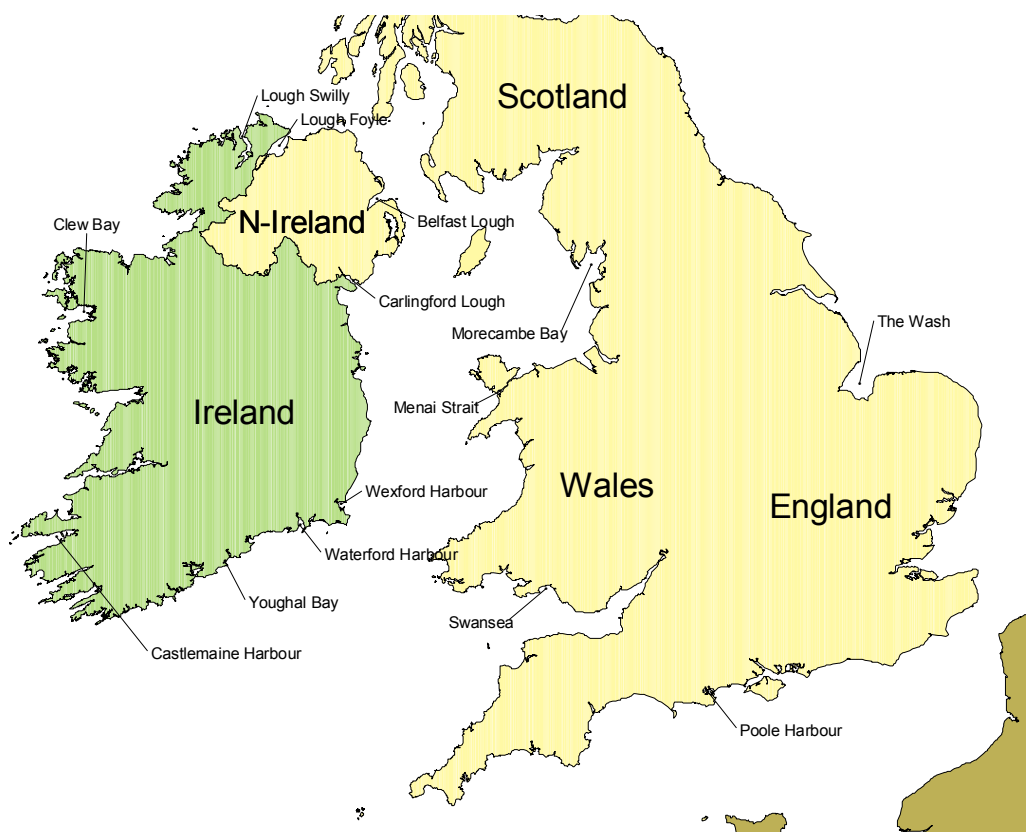 Scotland
Lough Swilly
Lough Foyle
N-Ireland
Belfast Lough
Clew Bay
Carlingford Lough
The Wash
Morecambe Bay
Menai Strait
Ireland
Wales
Wexford Harbour
England
Waterford Harbour
Youghal Bay
Swansea
Castlemaine Harbour
Poole Harbour